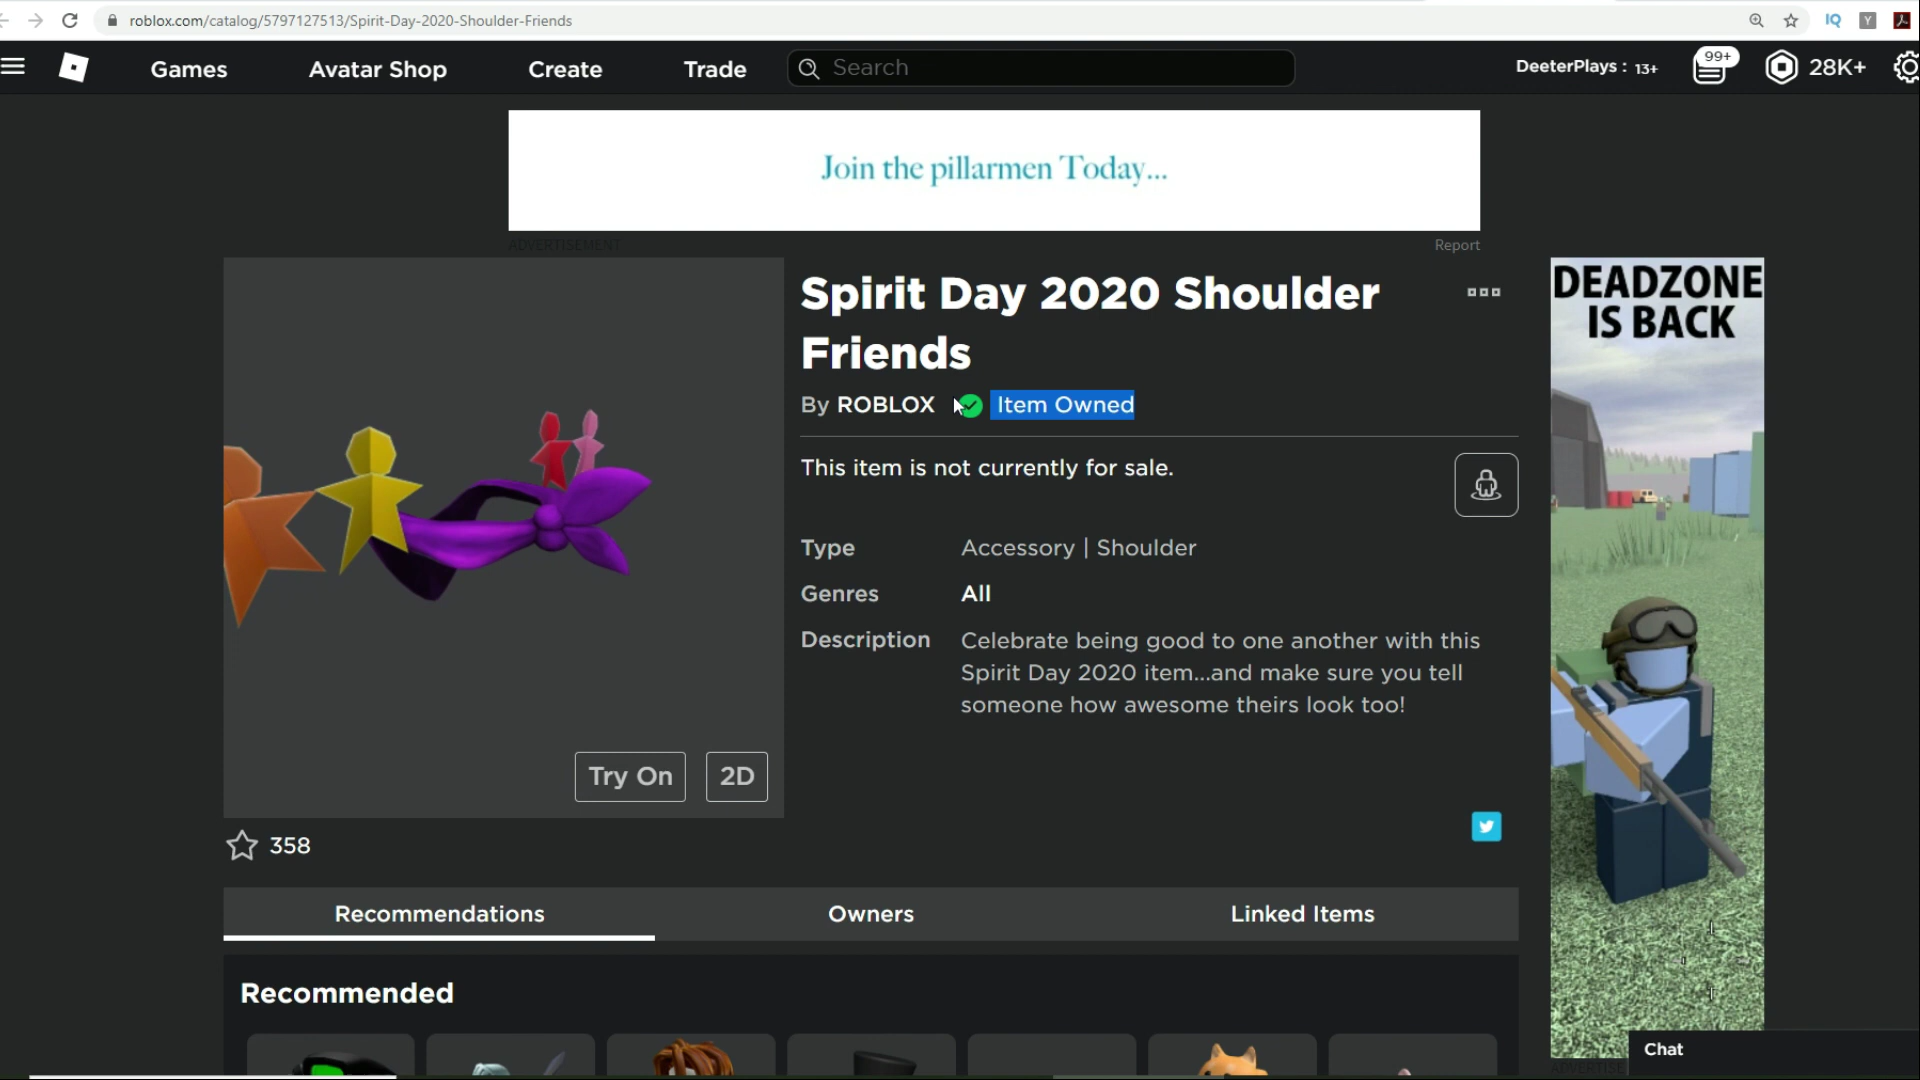 roblox.com/catalog/5797127513/Spirit-Day-2020-Shoulder-Friends
IQ
Y
Games
Avatar Shop
Create
Trade
Search
DeeterPlays : 13+
99+
28K+
Join the pillarmen Today...
ADVERTISEMENT
Report
Spirit Day 2020 Shoulder
Friends
By ROBLOX
Item Owned
This item is not currently for sale.
Type
Accessory | Shoulder
Genres
All
Description
Celebrate being good to one another with this
Spirit Day 2020 item...and make sure you tell
someone how awesome theirs look too!
Try On
2D
358
DEADZONE
IS BACK
Recommendations
Owners
Linked Items
Recommended
Chat